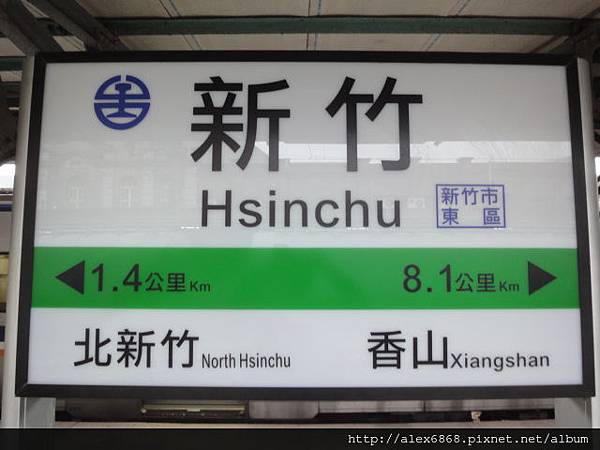 新竹
Hsinchu
新竹市
東區
1.4公里Km 8.1公里Km
北新竹North Hsinchu 香山Xiangshan
http://alex6868.pixnet.net/album